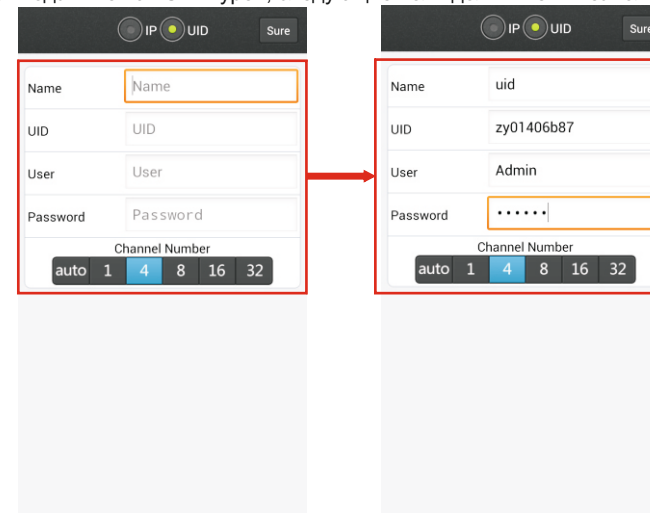 IP UID Sure
Name Name
UID UID
User User
Password Password
Channel Number
auto 1 4 8 16 32
IP UID Sure
Name uid
UID zy01406b87
User Admin
Password ••••••
Channel Number
auto 1 4 8 16 32